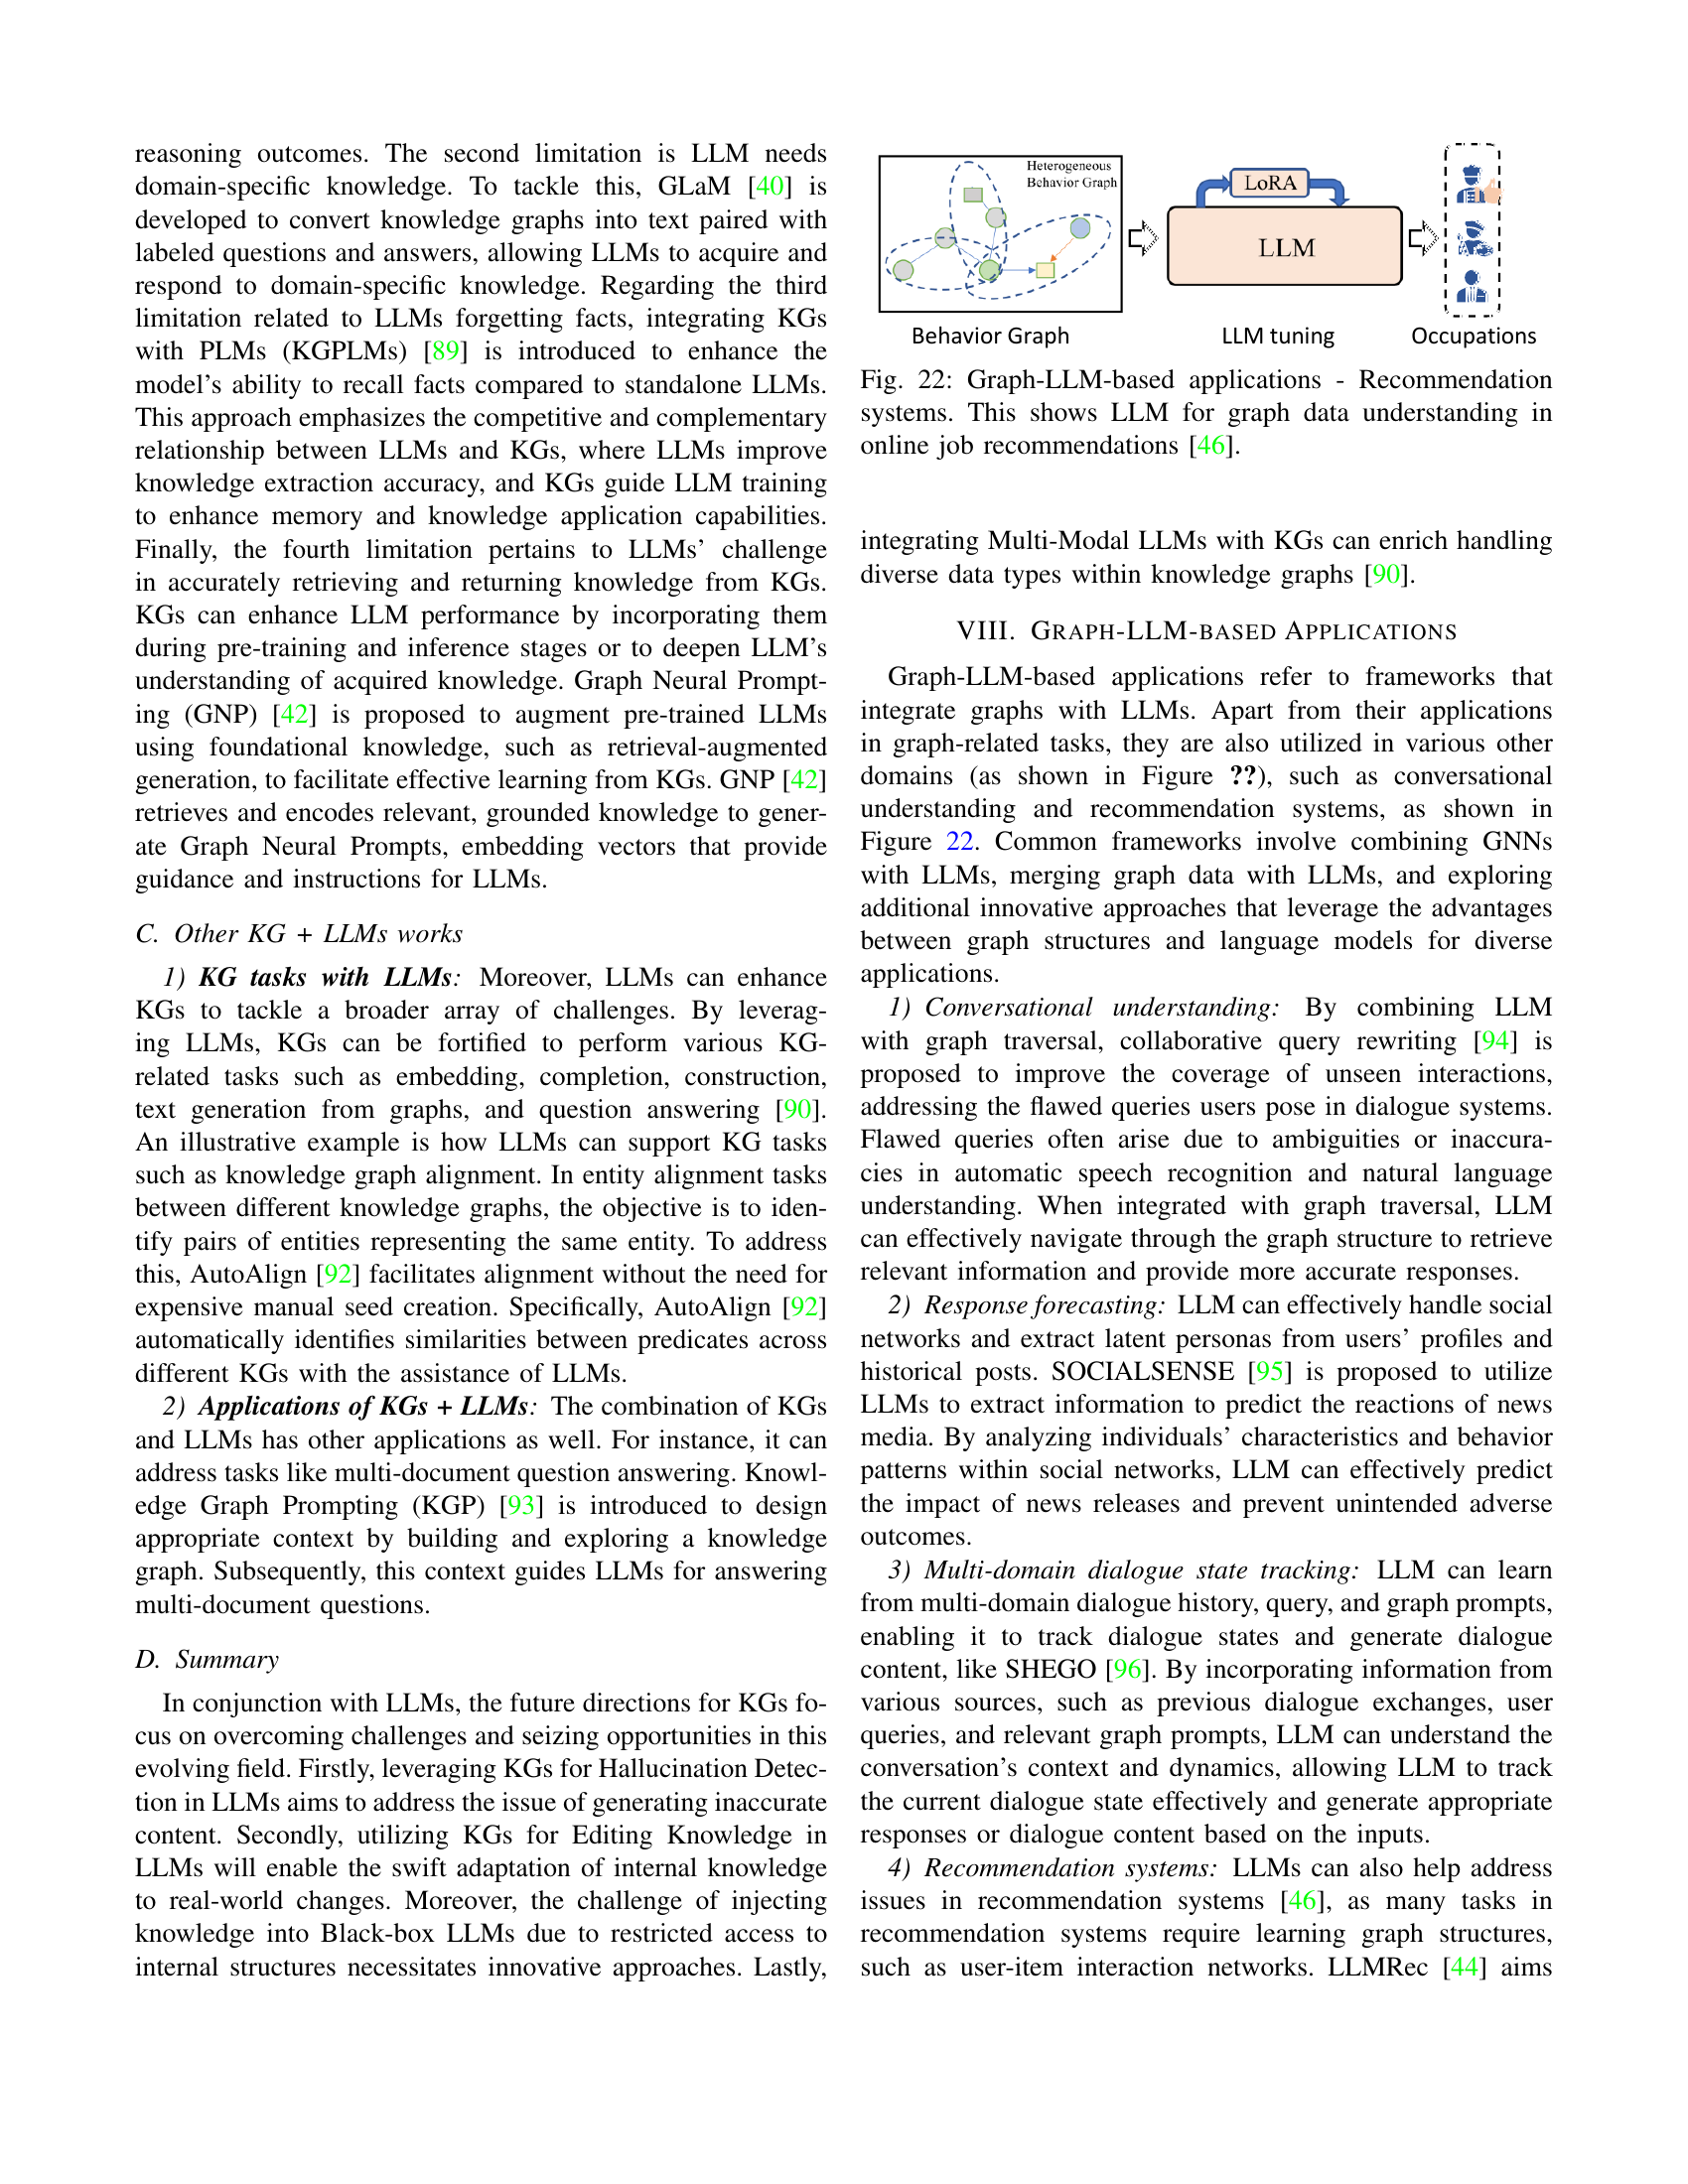 reasoning outcomes. The second limitation is LLM needs
domain-specific knowledge. To tackle this, GLaM [40] is
developed to convert knowledge graphs into text paired with
labeled questions and answers, allowing LLMs to acquire and
respond to domain-specific knowledge. Regarding the third
limitation related to LLMs forgetting facts, integrating KGs
with PLMs (KGPLMs) [89] is introduced to enhance the
model's ability to recall facts compared to standalone LLMs.
This approach emphasizes the competitive and complementary
relationship between LLMs and KGs, where LLMs improve
knowledge extraction accuracy, and KGs guide LLM training
to enhance memory and knowledge application capabilities.
Finally, the fourth limitation pertains to LLMs' challenge
in accurately retrieving and returning knowledge from KGs.
KGs can enhance LLM performance by incorporating them
during pre-training and inference stages or to deepen LLM's
understanding of acquired knowledge. Graph Neural Prompt-
ing (GNP) [42] is proposed to augment pre-trained LLMs
using foundational knowledge, such as retrieval-augmented
generation, to facilitate effective learning from KGs. GNP [42]
retrieves and encodes relevant, grounded knowledge to gener-
ate Graph Neural Prompts, embedding vectors that provide
guidance and instructions for LLMs.
C. Other KG + LLMs works
1) KG tasks with LLMs: Moreover, LLMs can enhance
KGs to tackle a broader array of challenges. By leverag-
ing LLMs, KGs can be fortified to perform various KG-
related tasks such as embedding, completion, construction,
text generation from graphs, and question answering [90].
An illustrative example is how LLMs can support KG tasks
such as knowledge graph alignment. In entity alignment tasks
between different knowledge graphs, the objective is to iden-
tify pairs of entities representing the same entity. To address
this, AutoAlign [92] facilitates alignment without the need for
expensive manual seed creation. Specifically, AutoAlign [92]
automatically identifies similarities between predicates across
different KGs with the assistance of LLMs.
2) Applications of KGs + LLMs: The combination of KGs
and LLMs has other applications as well. For instance, it can
address tasks like multi-document question answering. Knowl-
edge Graph Prompting (KGP) [93] is introduced to design
appropriate context by building and exploring a knowledge
graph. Subsequently, this context guides LLMs for answering
multi-document questions.
D. Summary
In conjunction with LLMs, the future directions for KGs fo-
cus on overcoming challenges and seizing opportunities in this
evolving field. Firstly, leveraging KGs for Hallucination Detec-
tion in LLMs aims to address the issue of generating inaccurate
content. Secondly, utilizing KGs for Editing Knowledge in
LLMs will enable the swift adaptation of internal knowledge
to real-world changes. Moreover, the challenge of injecting
knowledge into Black-box LLMs due to restricted access to
internal structures necessitates innovative approaches. Lastly,
Heterogeneous
Behavior Graph
LoRA
LLM
Behavior Graph
LLM tuning
Occupations
Fig. 22: Graph-LLM-based applications - Recommendation
systems. This shows LLM for graph data understanding in
online job recommendations [46].
integrating Multi-Modal LLMs with KGs can enrich handling
diverse data types within knowledge graphs [90].
VIII. GRAPH-LLM-BASED APPLICATIONS
Graph-LLM-based applications refer to frameworks that
integrate graphs with LLMs. Apart from their applications
in graph-related tasks, they are also utilized in various other
domains (as shown in Figure ??), such as conversational
understanding and recommendation systems, as shown in
Figure 22. Common frameworks involve combining GNNs
with LLMs, merging graph data with LLMs, and exploring
additional innovative approaches that leverage the advantages
between graph structures and language models for diverse
applications.
1) Conversational understanding: By combining LLM
with graph traversal, collaborative query rewriting [94] is
proposed to improve the coverage of unseen interactions,
addressing the flawed queries users pose in dialogue systems.
Flawed queries often arise due to ambiguities or inaccura-
cies in automatic speech recognition and natural language
understanding. When integrated with graph traversal, LLM
can effectively navigate through the graph structure to retrieve
relevant information and provide more accurate responses.
2) Response forecasting: LLM can effectively handle social
networks and extract latent personas from users' profiles and
historical posts. SOCIALSENSE [95] is proposed to utilize
LLMs to extract information to predict the reactions of news
media. By analyzing individuals' characteristics and behavior
patterns within social networks, LLM can effectively predict
the impact of news releases and prevent unintended adverse
outcomes.
3) Multi-domain dialogue state tracking: LLM can learn
from multi-domain dialogue history, query, and graph prompts,
enabling it to track dialogue states and generate dialogue
content, like SHEGO [96]. By incorporating information from
various sources, such as previous dialogue exchanges, user
queries, and relevant graph prompts, LLM can understand the
conversation's context and dynamics, allowing LLM to track
the current dialogue state effectively and generate appropriate
responses or dialogue content based on the inputs.
4) Recommendation systems: LLMs can also help address
issues in recommendation systems [46], as many tasks in
recommendation systems require learning graph structures,
such as user-item interaction networks. LLMRec [44] aims